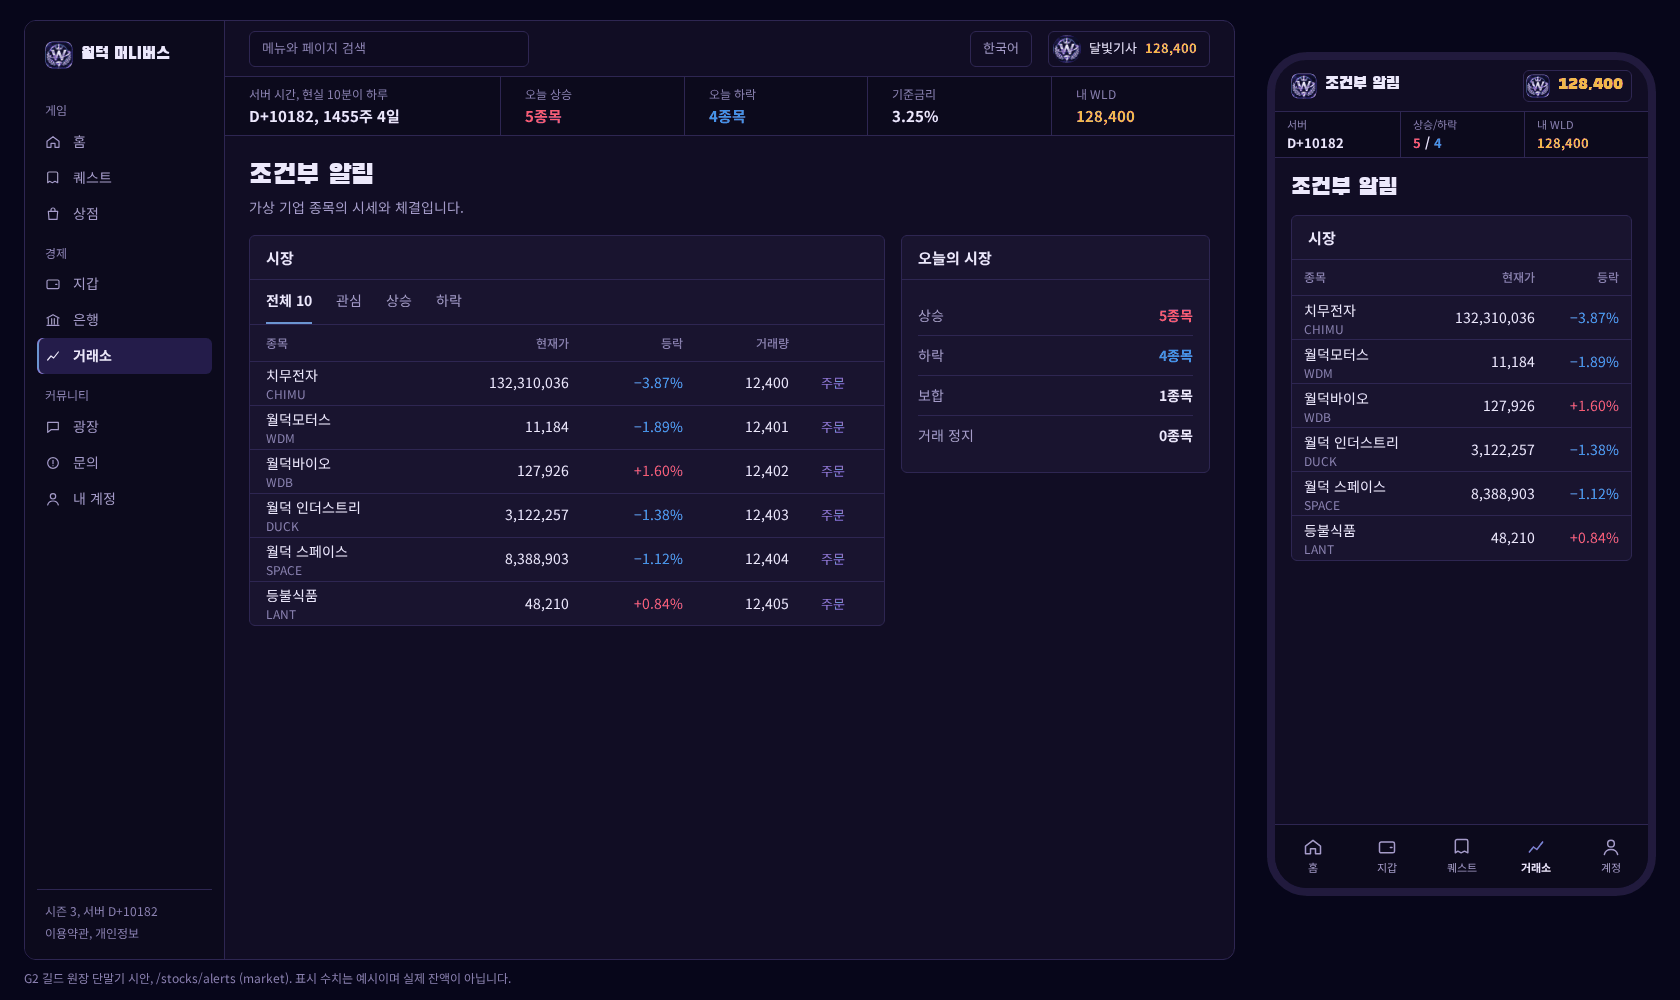 월덕 머니버스
게임
홈
퀘스트
상점
경제
지갑
은행
거래소
커뮤니티
광장
문의
내 계정
시즌 3, 서버 D+10182
이용약관, 개인정보
메뉴와 페이지 검색
한국어
달빛기사 128,400
서버 시간, 현실 10분이 하루
D+10182, 1455주 4일
오늘 상승
5종목
오늘 하락
4종목
기준금리
3.25%
내 WLD
128,400
조건부 알림
가상 기업 종목의 시세와 체결입니다.
시장
전체 10 관심 상승 하락
종목 현재가 등락 거래량
치무전자 132,310,036 −3.87% 12,400 주문
CHIMU
월덕모터스 11,184 −1.89% 12,401 주문
WDM
월덕바이오 127,926 +1.60% 12,402 주문
WDB
월덕 인더스트리 3,122,257 −1.38% 12,403 주문
DUCK
월덕 스페이스 8,388,903 −1.12% 12,404 주문
SPACE
등불식품 48,210 +0.84% 12,405 주문
LANT
오늘의 시장
상승 5종목
하락 4종목
보합 1종목
거래 정지 0종목
조건부 알림 128,400
서버 상승/하락 내 WLD
D+10182 5 / 4 128,400
조건부 알림
시장
종목 현재가 등락
치무전자 132,310,036 −3.87%
CHIMU
월덕모터스 11,184 −1.89%
WDM
월덕바이오 127,926 +1.60%
WDB
월덕 인더스트리 3,122,257 −1.38%
DUCK
월덕 스페이스 8,388,903 −1.12%
SPACE
등불식품 48,210 +0.84%
LANT
홈 지갑 퀘스트 거래소 계정
G2 길드 원장 단말기 시안, /stocks/alerts (market). 표시 수치는 예시이며 실제 잔액이 아닙니다.